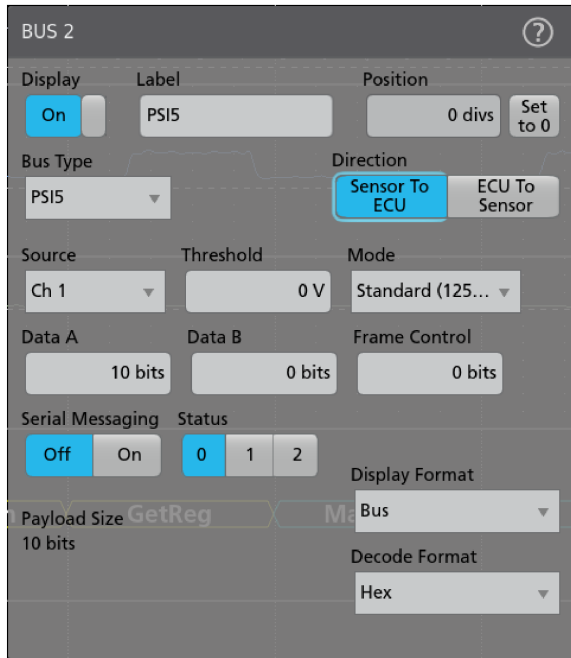 BUS 2
?
Display Label Position
On PSI5 0 divs Set
to 0
Bus Type Direction
PSI5 Sensor To
ECU ECU To
Sensor
Source Threshold Mode
Ch 1 0 V Standard (125...
Data A Data B Frame Control
10 bits 0 bits 0 bits
Serial Messaging Status
Off On 0 1 2
Display Format
Payload Size GetReg Bus
10 bits
Decode Format
Hex